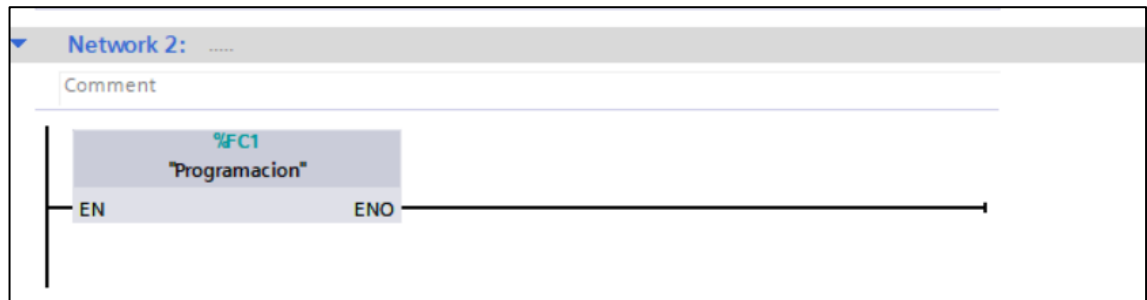 Network 2: .....
Comment
%FC1
"Programacion"
EN ENO